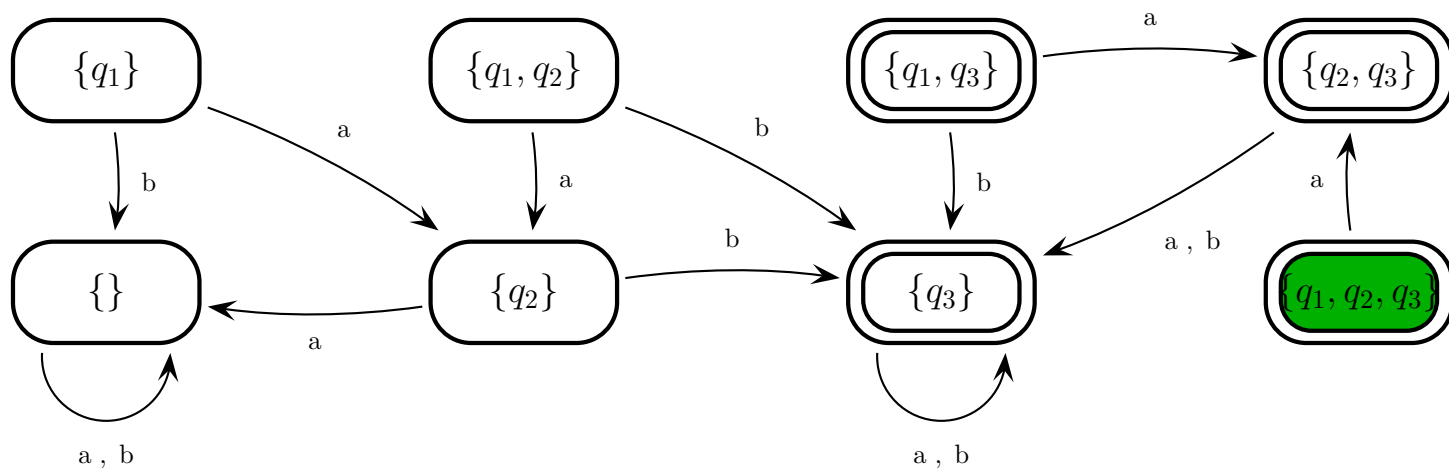 a
{q₁} {q₁, q₂} {q₁, q₃} {q₂, q₃}
a b
b a b a
a , b
b
{} {q₂} {q₃} {q₁, q₂, q₃}
a
a , b a , b